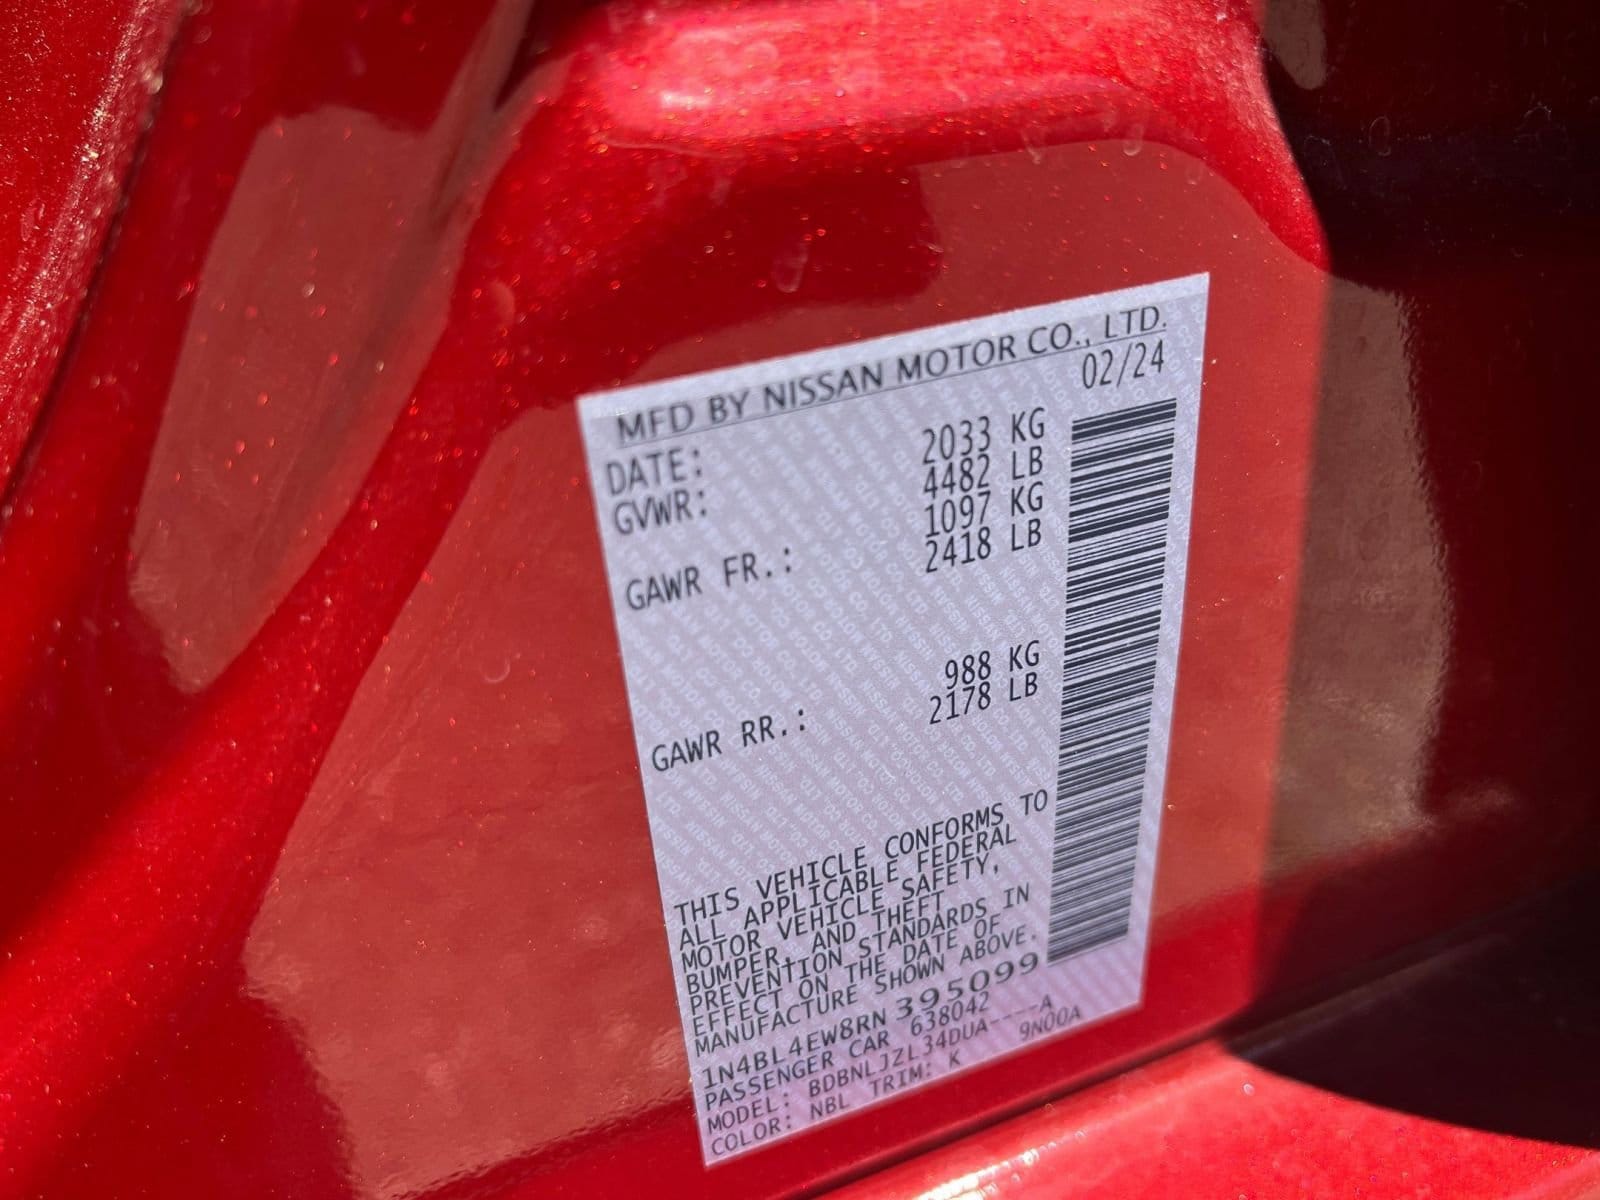 MFD BY NISSAN MOTOR CO., LTD.
DATE: 02/24
GVWR: 2033 KG
4482 LB
GAWR FR.: 1097 KG
2418 LB
GAWR RR.: 988 KG
2178 LB
THIS VEHICLE CONFORMS TO
ALL APPLICABLE FEDERAL
MOTOR VEHICLE SAFETY,
BUMPER, AND THEFT
PREVENTION STANDARDS IN
EFFECT ON THE DATE OF
MANUFACTURE SHOWN ABOVE.
1N4BL4EW8RN395099
PASSENGER CAR 638042
MODEL: BDBNLJZL34DUA----A
COLOR: NBL TRIM: K 9N00A